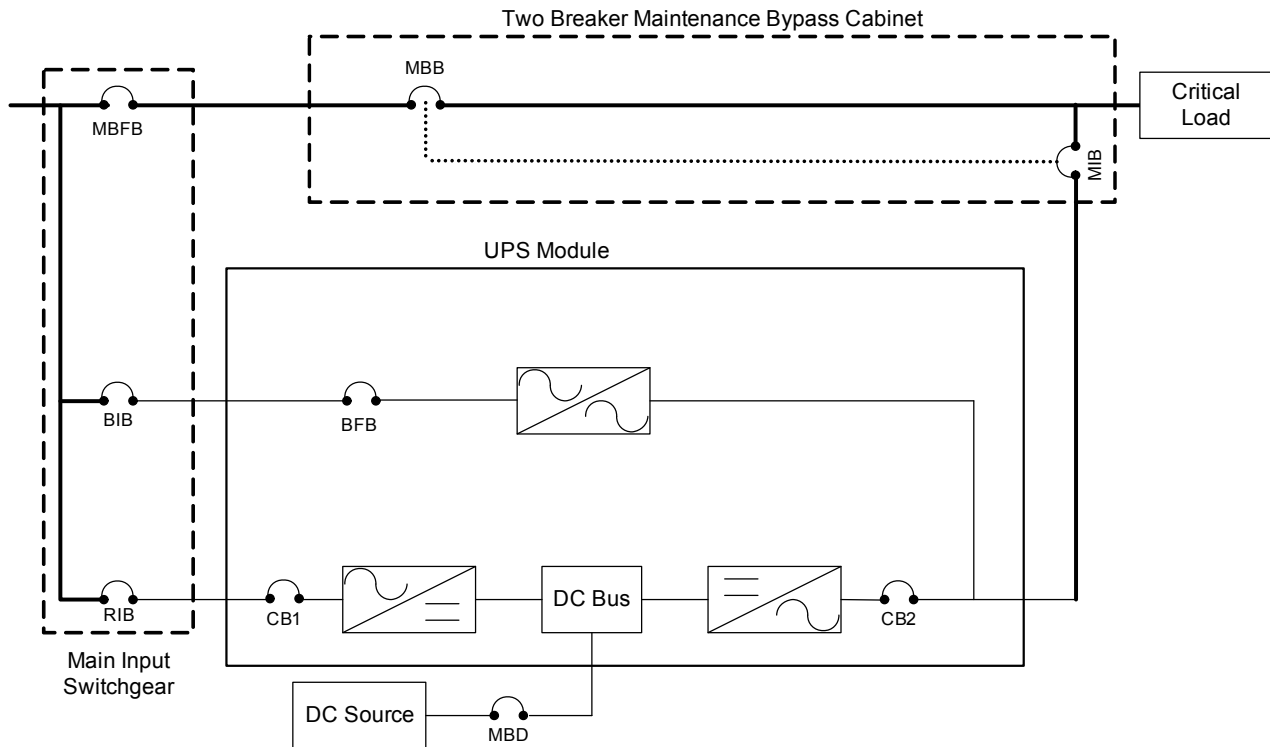 Two Breaker Maintenance Bypass Cabinet
MBB
MBFB
Critical
Load
MIB
UPS Module
BIB
BFB
RIB
CB1
DC Bus
CB2
Main Input
Switchgear
DC Source
MBD